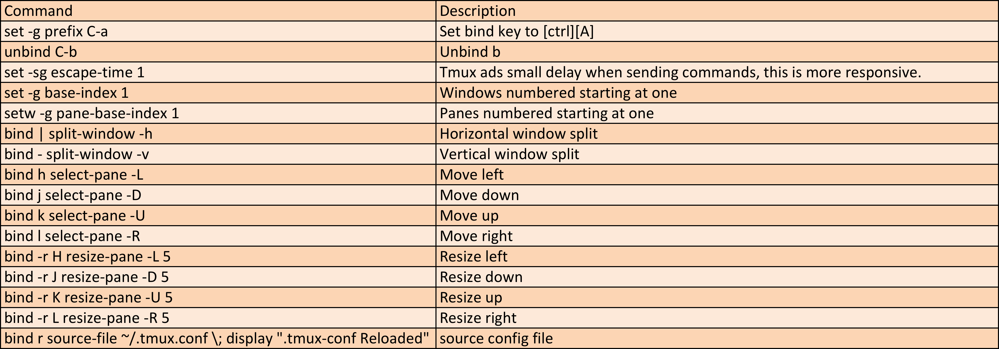 Command Description
set -g prefix C-a Set bind key to [ctrl][A]
unbind C-b Unbind b
set -sg escape-time 1 Tmux ads small delay when sending commands, this is more responsive.
set -g base-index 1 Windows numbered starting at one
setw -g pane-base-index 1 Panes numbered starting at one
bind | split-window -h Horizontal window split
bind - split-window -v Vertical window split
bind h select-pane -L Move left
bind j select-pane -D Move down
bind k select-pane -U Move up
bind l select-pane -R Move right
bind -r H resize-pane -L 5 Resize left
bind -r J resize-pane -D 5 Resize down
bind -r K resize-pane -U 5 Resize up
bind -r L resize-pane -R 5 Resize right
bind r source-file ~/.tmux.conf \; display ".tmux-conf Reloaded" source config file